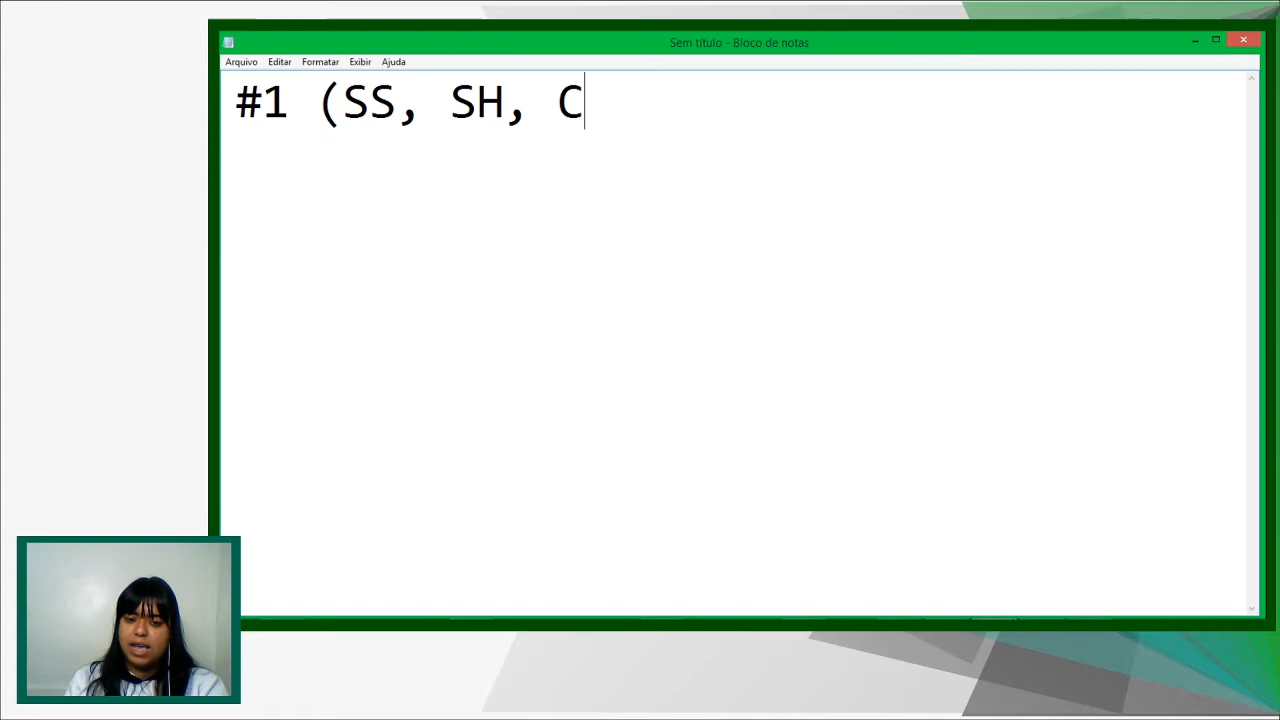 Sem título - Bloco de notas
Arquivo Editar Formatar Exibir Ajuda
#1 (SS, SH, C